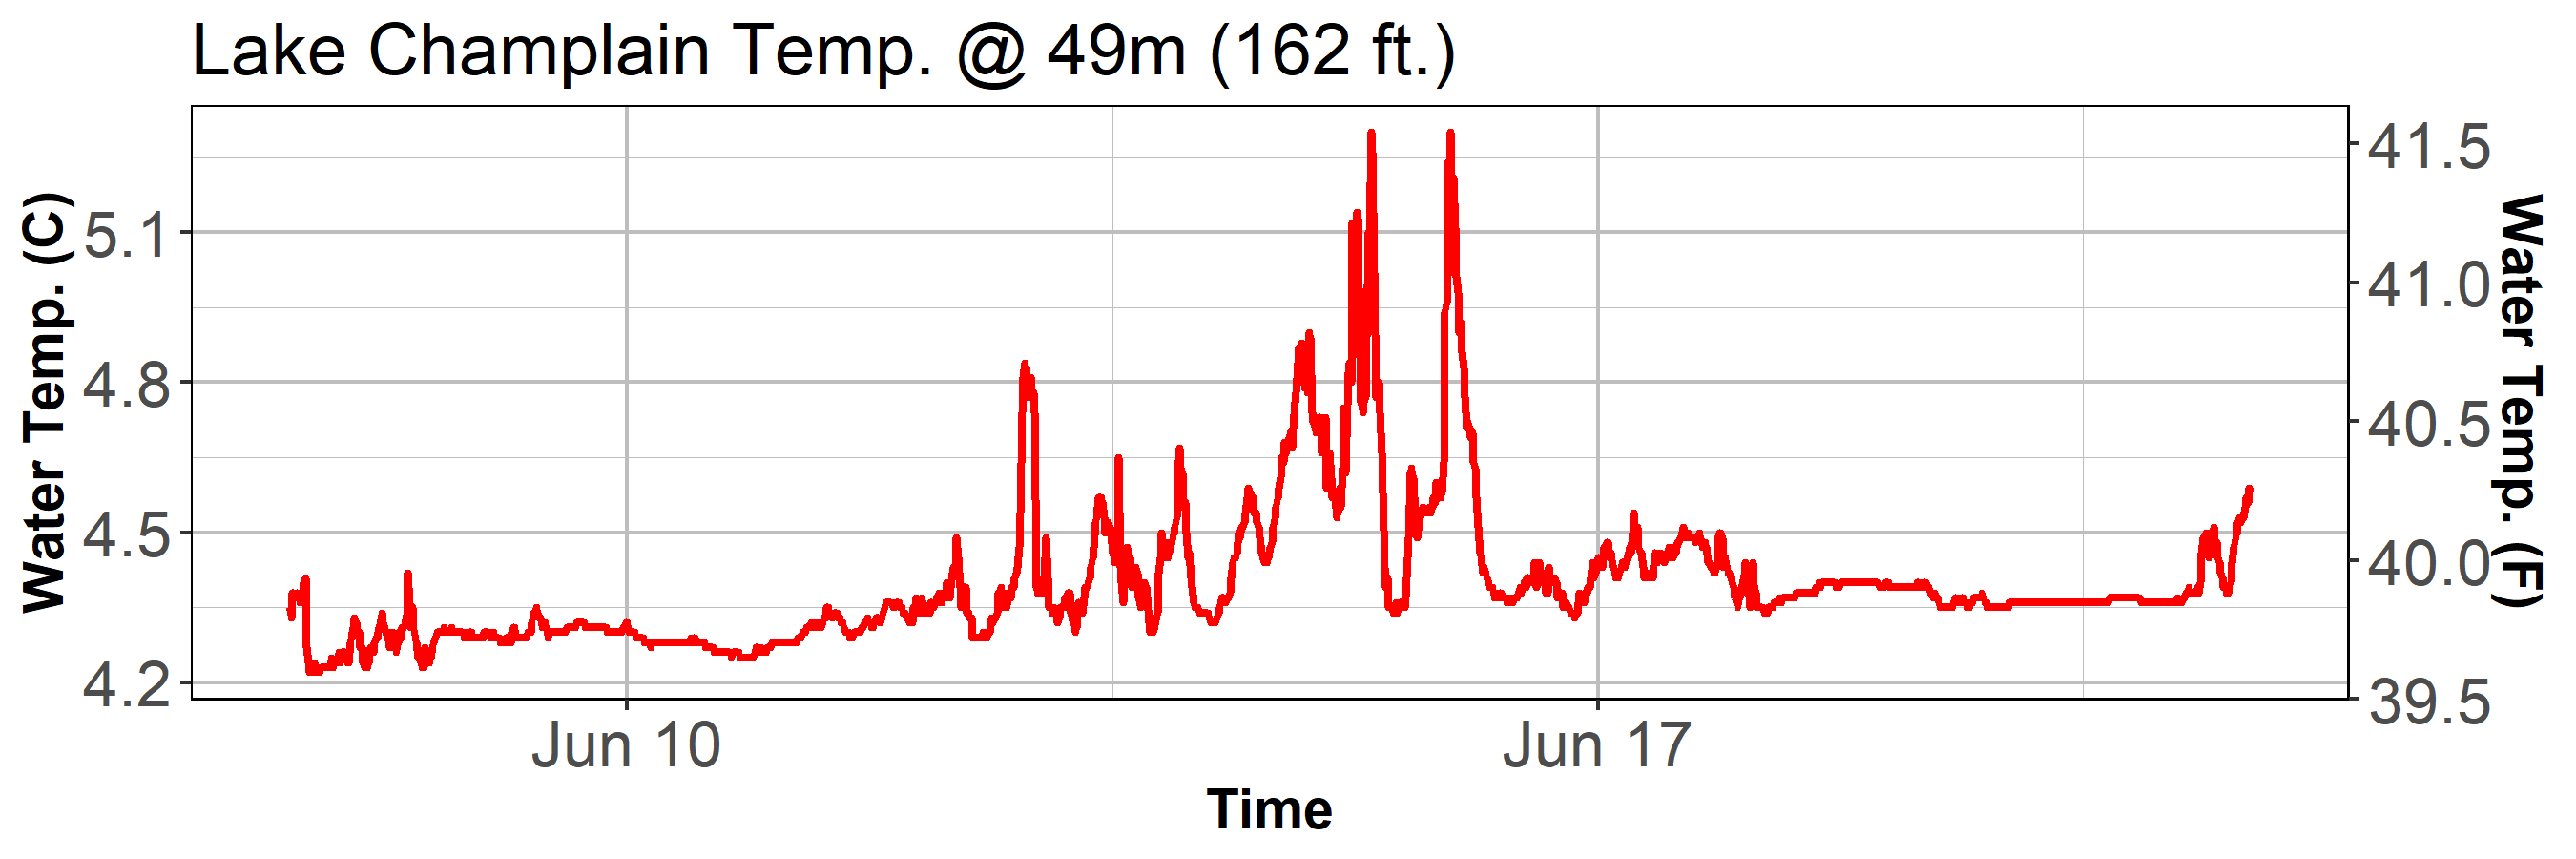 Lake Champlain Temp. @ 49m (162 ft.)
Water Temp. (C)
5.1
4.8
4.5
4.2
41.5
41.0
40.5
40.0
39.5
Water Temp. (F)
Jun 10
Jun 17
Time